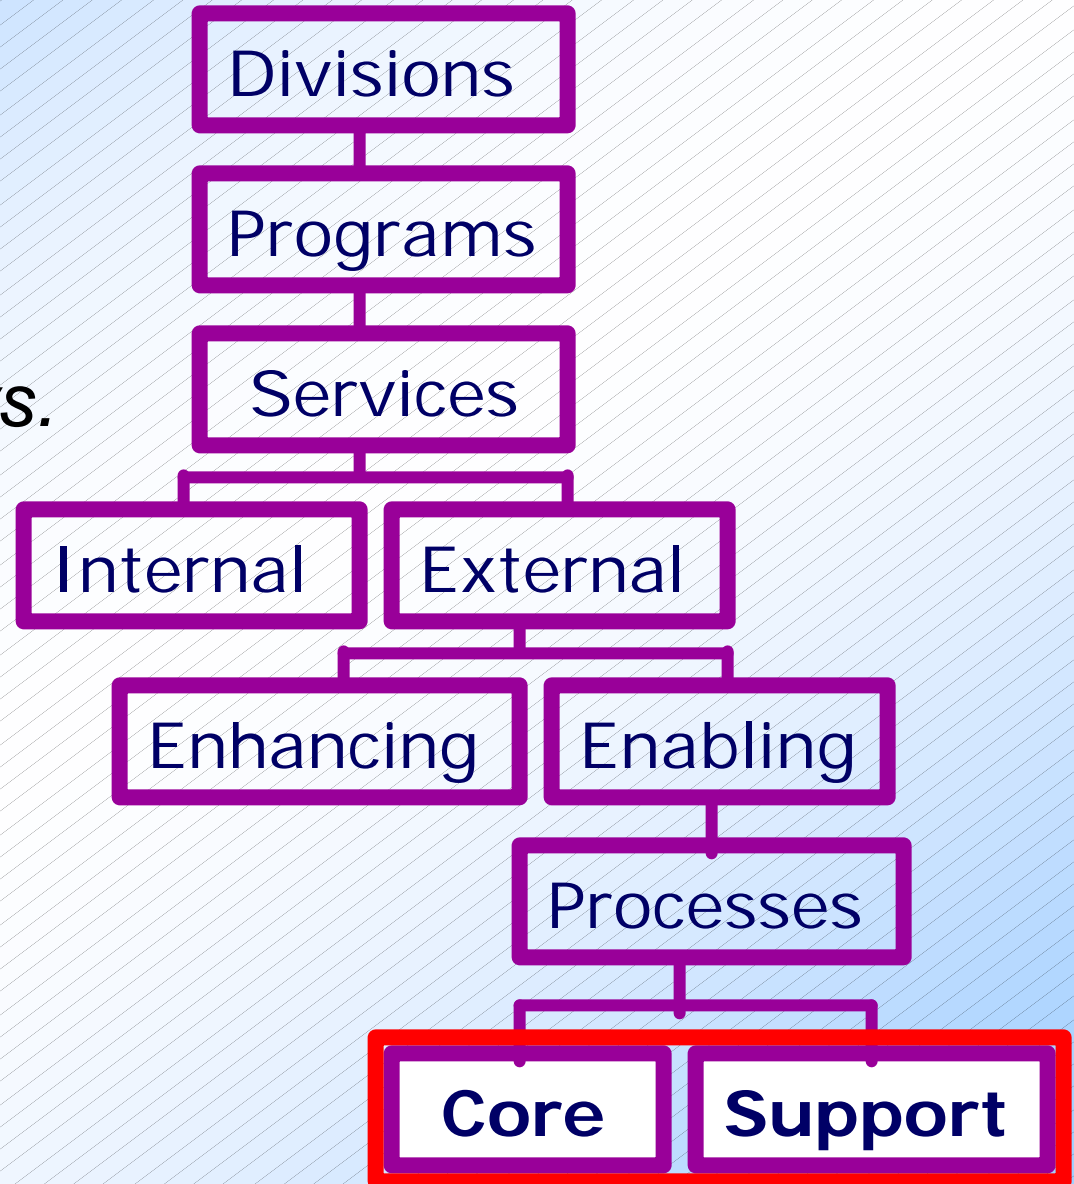 Divisions
Programs
Services
s.
Internal External
Enhancing Enabling
Processes
Core Support